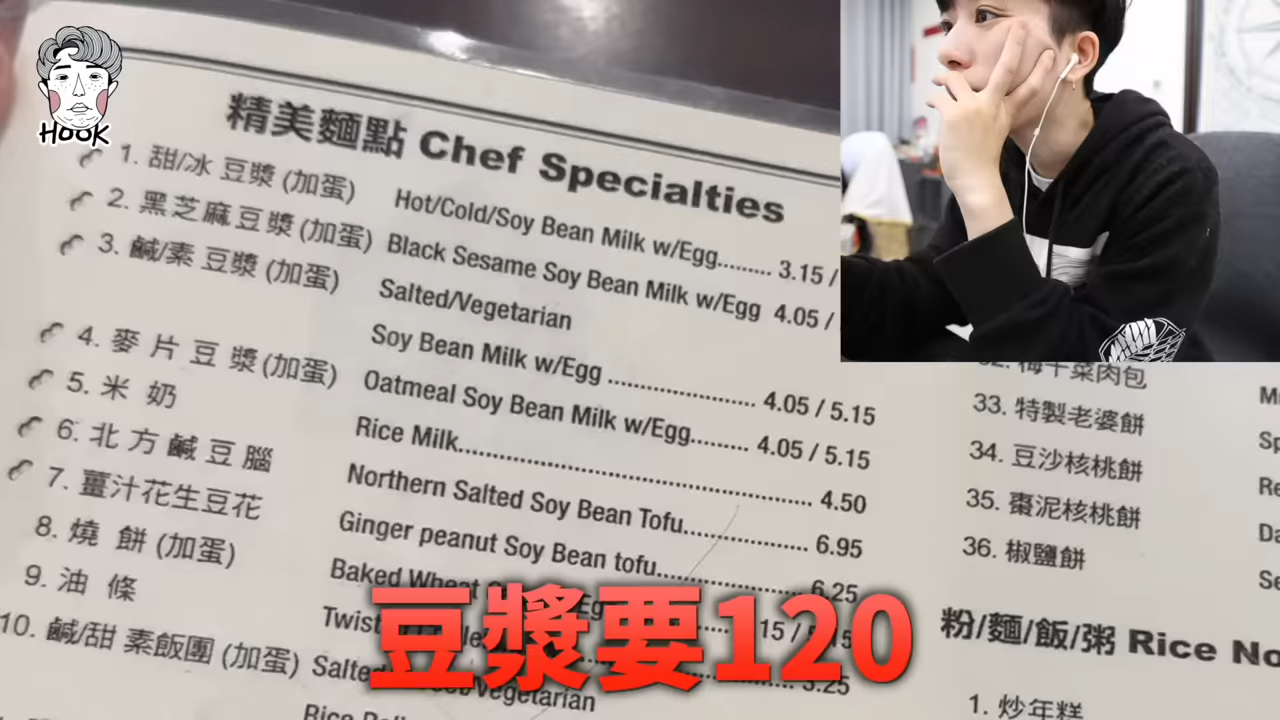 HOOK
精美麵點 Chef Specialties
1. 甜/冰 豆漿 (加蛋) Hot/Cold/Soy Bean Milk w/Egg......... 3.15 /
2. 黑芝麻豆漿 (加蛋) Black Sesame Soy Bean Milk w/Egg 4.05 /
3. 鹹/素 豆漿 (加蛋) Salted/Vegetarian
Soy Bean Milk w/Egg ...................... 4.05 / 5.15
4. 麥片豆漿(加蛋) Oatmeal Soy Bean Milk w/Egg......... 4.05 / 5.15
5. 米 奶 Rice Milk..................................................... 4.50
6. 北方鹹豆腦 Northern Salted Soy Bean Tofu................... 6.95
7. 薑汁花生豆花 Ginger peanut Soy Bean tofu....................... 6.25
8. 燒 餅 (加蛋) Baked Wheat
9. 油 條 3.25
10. 鹹/甜 素飯團 (加蛋) Vegetarian
豆漿要120
32. 梅干菜肉包
33. 特製老婆餅
34. 豆沙核桃餅
35. 棗泥核桃餅
36. 椒鹽餅
粉/麵/飯/粥 Rice
1. 炒年糕